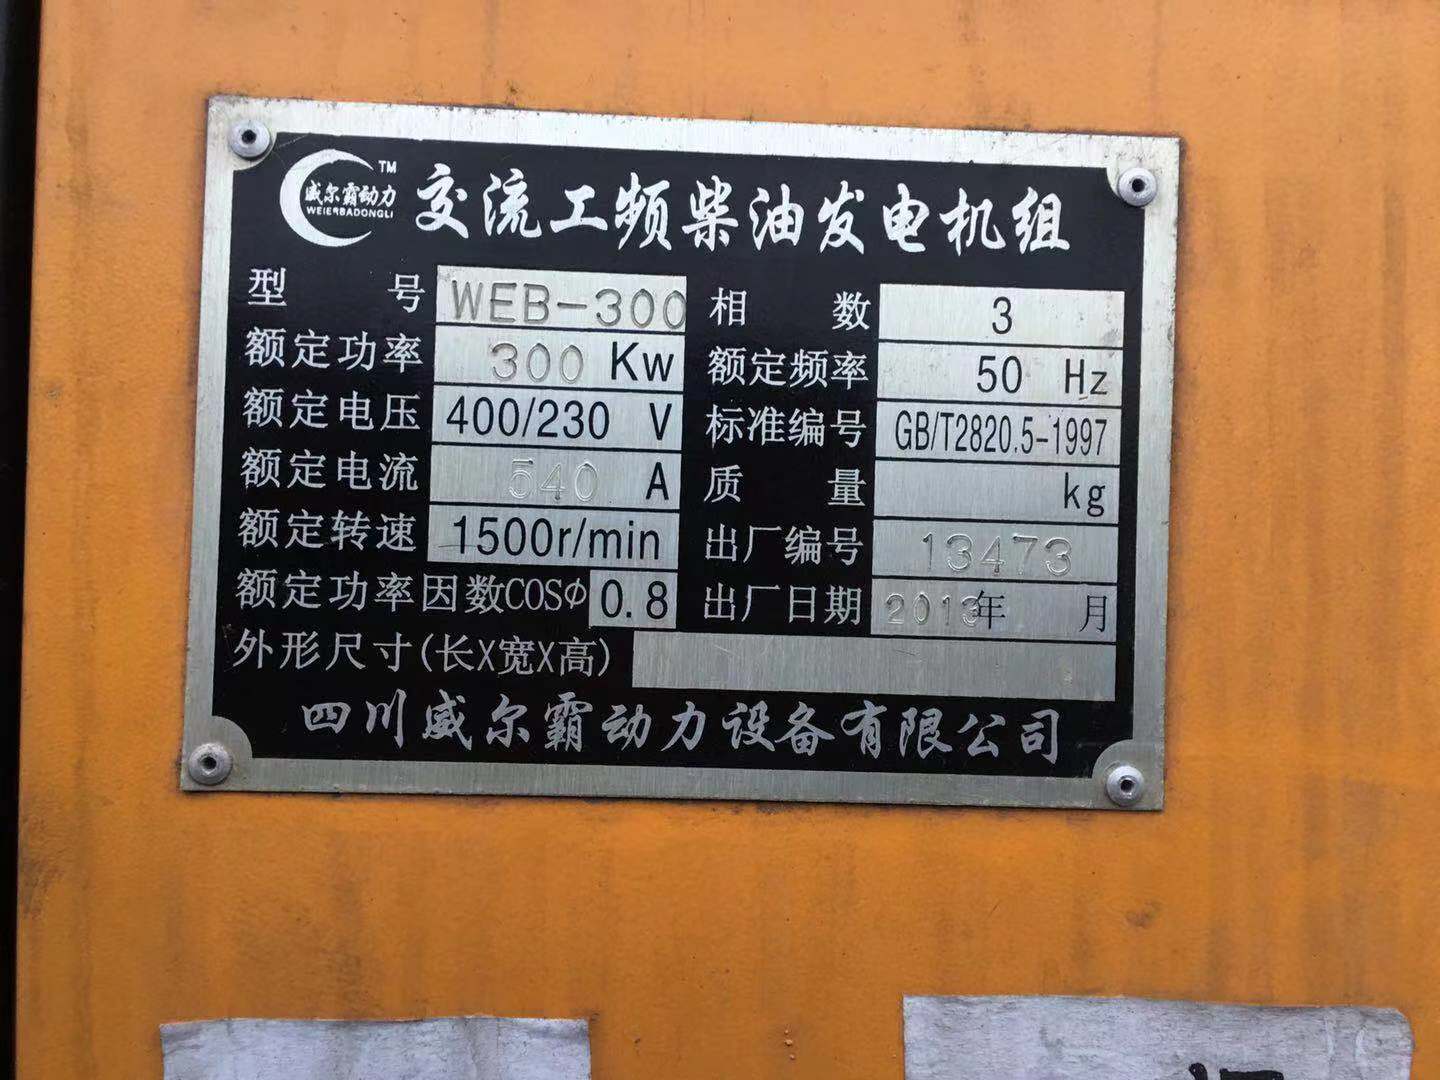 威尔霸动力 TM
WEIERBADONGLI
交流工频柴油发电机组
型号 WEB-300 相数 3
额定功率 300 Kw 额定频率 50 Hz
额定电压 400/230 V 标准编号 GB/T2820.5-1997
额定电流 540 A 质量 kg
额定转速 1500r/min 出厂编号 13473
额定功率因数COSΦ 0.8 出厂日期 2013年 月
外形尺寸(长X宽X高)
四川威尔霸动力设备有限公司